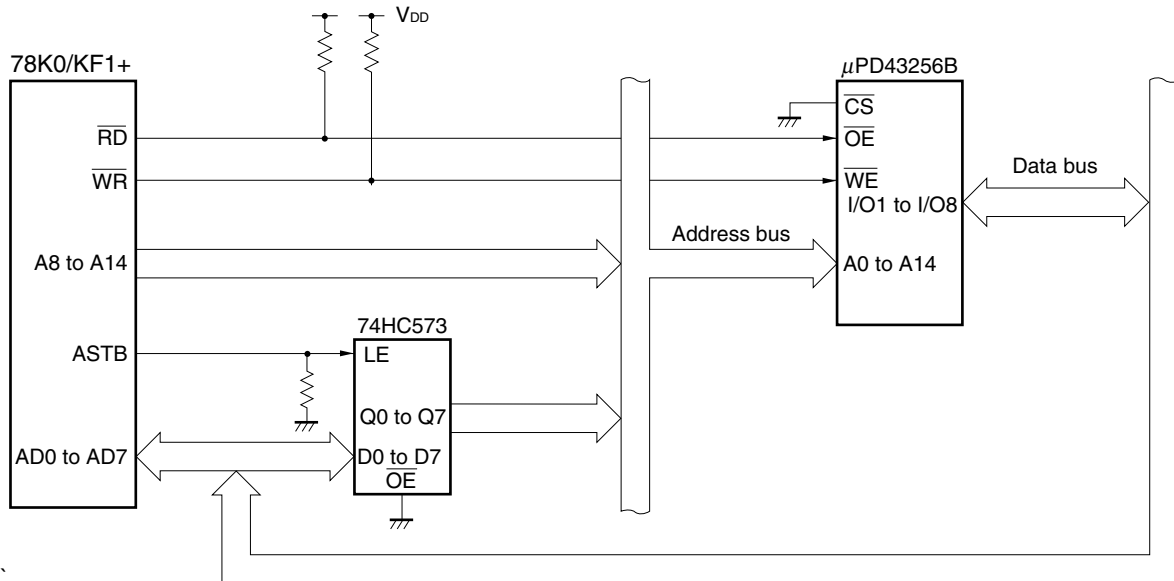 VDD
78K0/KF1+
μPD43256B
CS
RD
OE
WR
WE
Data bus
I/O1 to I/O8
Address bus
A8 to A14
A0 to A14
74HC573
ASTB
LE
Q0 to Q7
AD0 to AD7
D0 to D7
OE